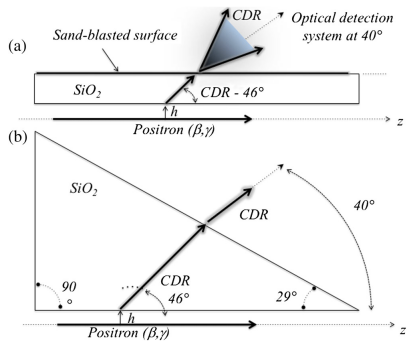 (a)
Sand-blasted surface
CDR
Optical detection
system at 40°
SiO2
CDR - 46°
h
z
Positron (β,γ)
(b)
SiO2
CDR
40°
90
°
CDR
46°
29°
h
z
Positron (β,γ)